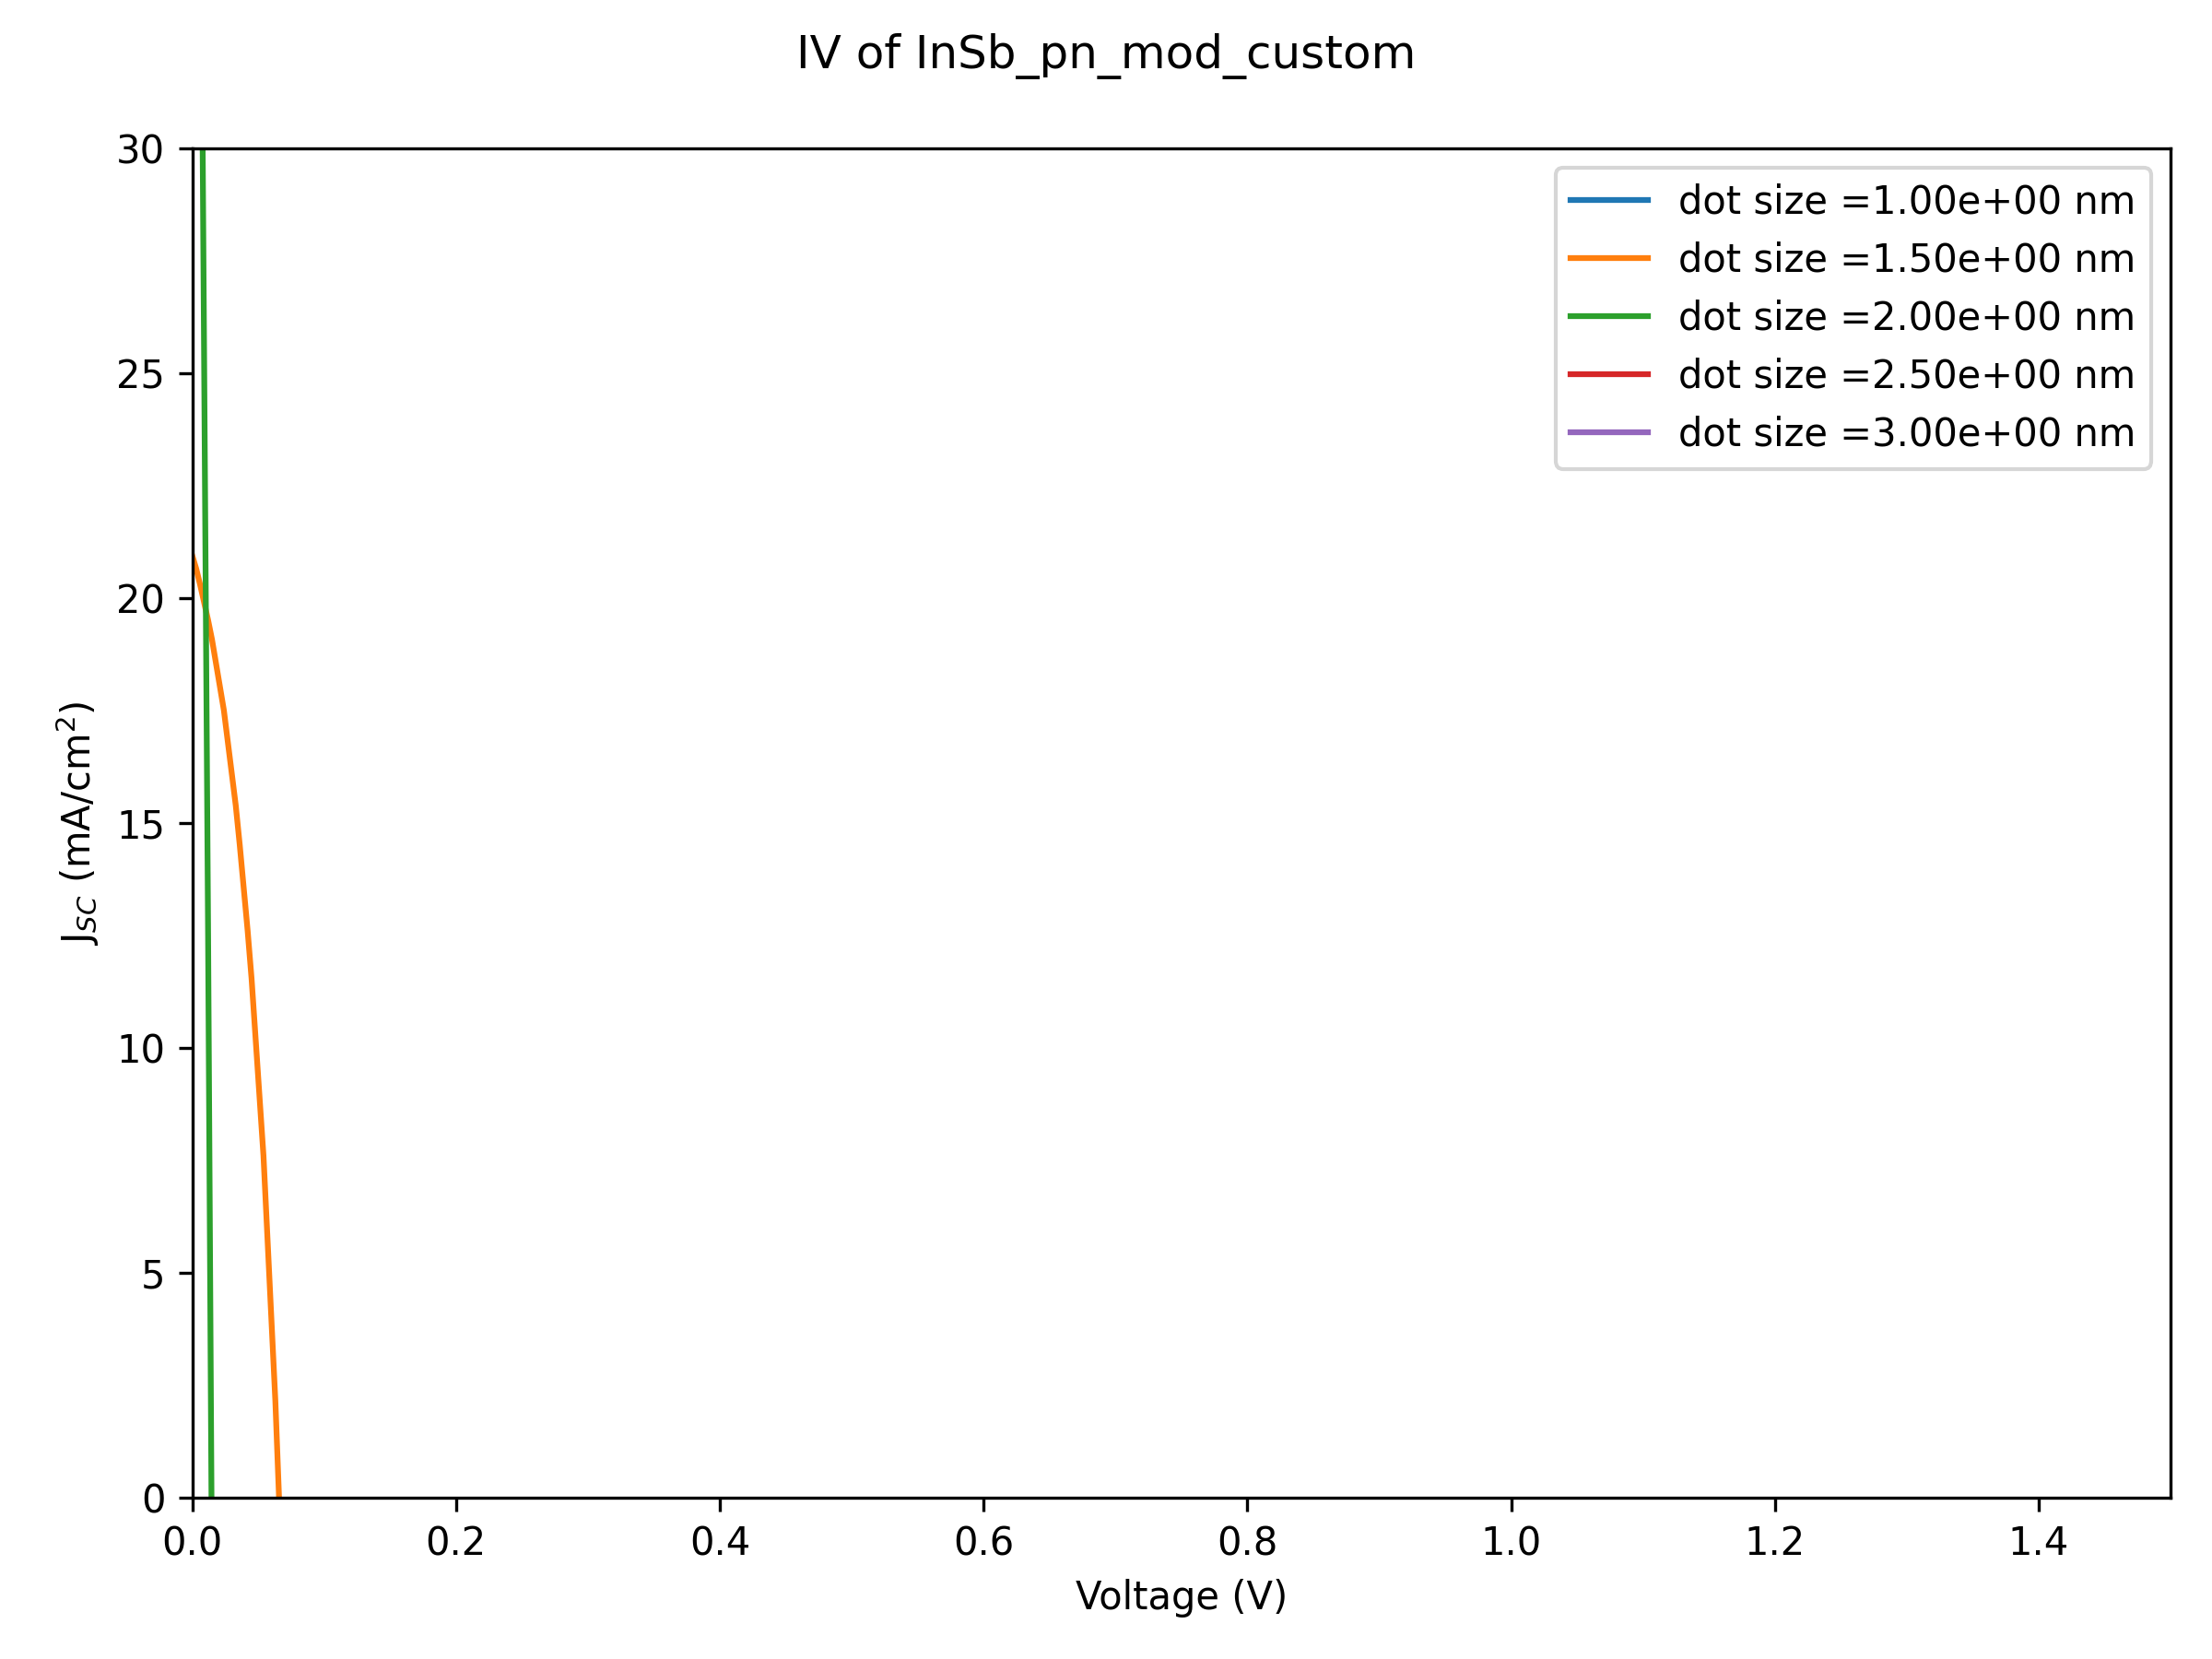 IV of InSb_pn_mod_custom
30
25
20
15
10
5
0
J_SC (mA/cm²)
dot size =1.00e+00 nm
dot size =1.50e+00 nm
dot size =2.00e+00 nm
dot size =2.50e+00 nm
dot size =3.00e+00 nm
0.0 0.2 0.4 0.6 0.8 1.0 1.2 1.4
Voltage (V)